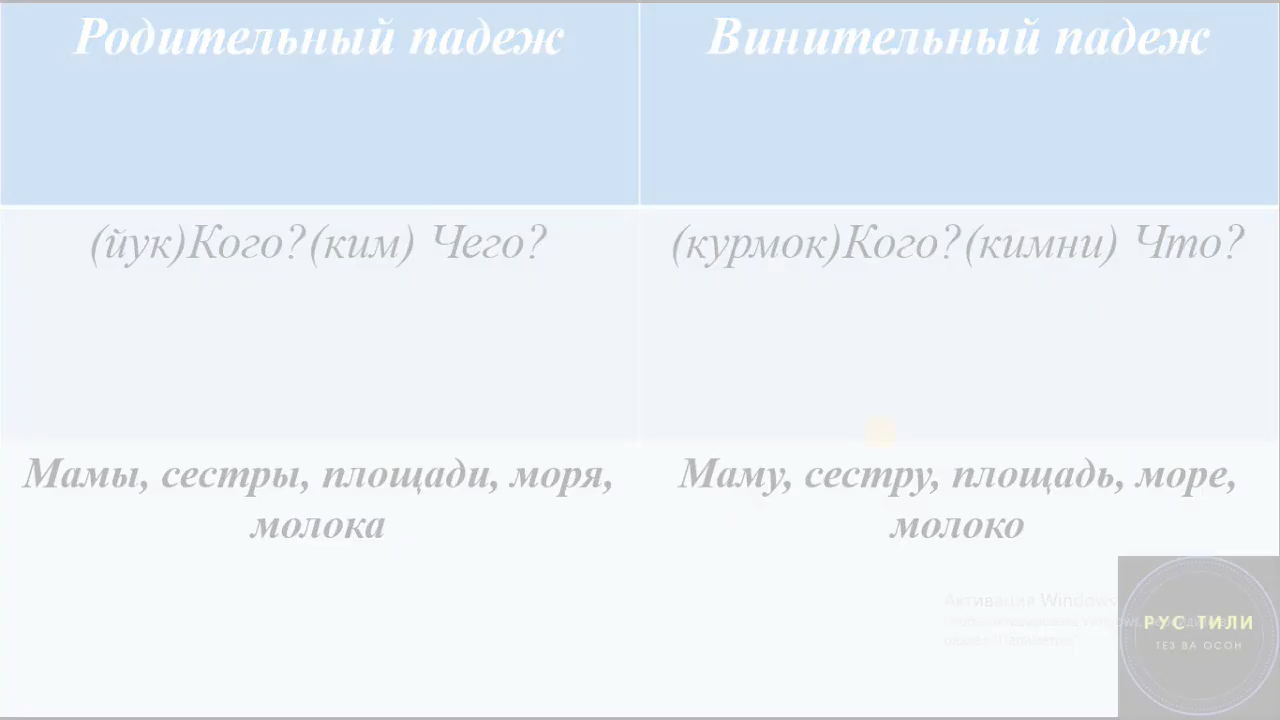 Родительный падеж
Винительный падеж
(йук)Кого?(ким) Чего?
(курмок)Кого?(кимни) Что?
Мамы, сестры, площади, моря,
молока
Маму, сестру, площадь, море,
молоко
Активация Windows
РУС ТИЛИ
ТЕЗ ВА ОСОН